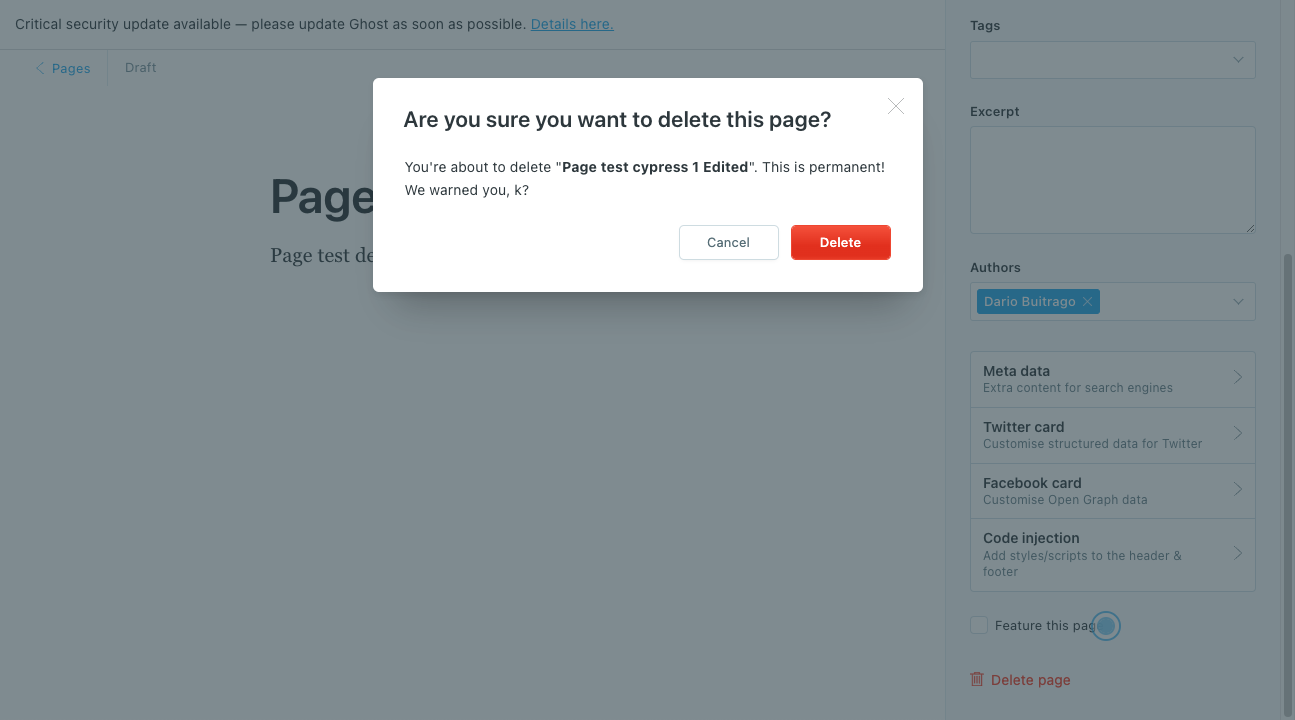 Critical security update available — please update Ghost as soon as possible. Details here.
Pages
Draft
Page
Page test de
Are you sure you want to delete this page?
You're about to delete "Page test cypress 1 Edited". This is permanent!
We warned you, k?
Cancel
Delete
Tags
Excerpt
Authors
Dario Buitrago
Meta data
Extra content for search engines
Twitter card
Customise structured data for Twitter
Facebook card
Customise Open Graph data
Code injection
Add styles/scripts to the header &
footer
Feature this page
Delete page